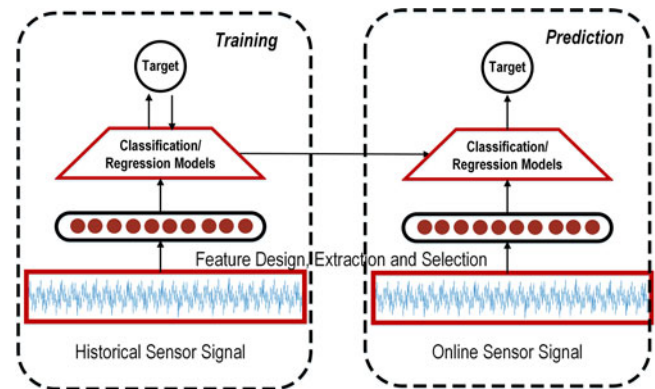 Training
Target
Classification/
Regression Models
Prediction
Target
Classification/
Regression Models
Feature Design, Extraction and Selection
Historical Sensor Signal
Online Sensor Signal